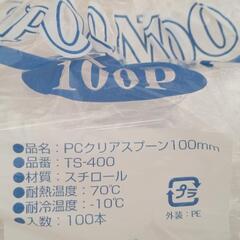 100P
●品名：PCクリアスプーン100mm
●品番：TS-400
●材質：スチロール
●耐熱温度：70℃
●耐冷温度：-10℃
●入数：100本
プラ
外装：PE